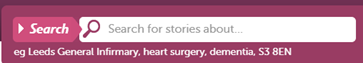 Search
Search for stories about...
eg Leeds General Infirmary, heart surgery, dementia, S3 8EN